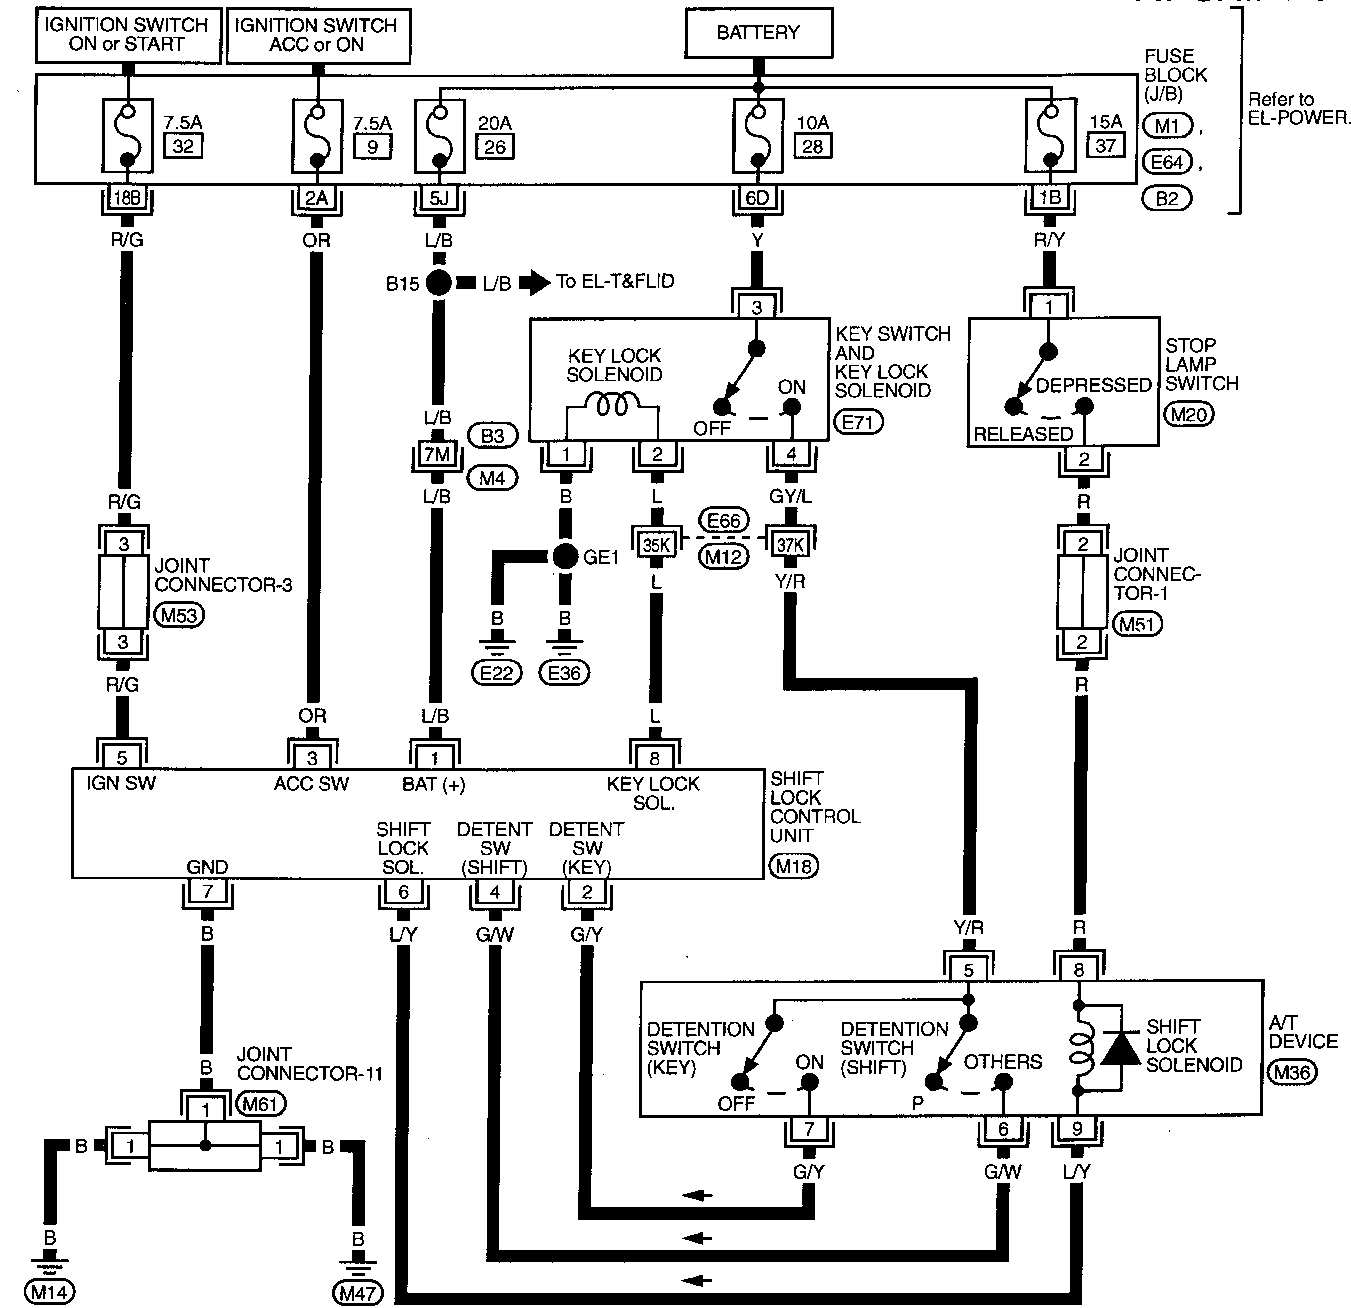 IGNITION SWITCH
ON or START
IGNITION SWITCH
ACC or ON
BATTERY
FUSE
BLOCK
(J/B)
M1 ,
E64 ,
B2
Refer to
EL-POWER.
7.5A
32
7.5A
9
20A
26
10A
28
15A
37
18B
2A
5J
6D
1B
R/G
OR
L/B
Y
R/Y
B15
L/B
To EL-T&FLID
3
1
KEY LOCK
SOLENOID
ON
OFF
KEY SWITCH
AND
KEY LOCK
SOLENOID
E71
DEPRESSED
RELEASED
STOP
LAMP
SWITCH
M20
L/B
7M
B3
M4
L/B
1
2
4
2
B
L
GY/L
R
R/G
3
JOINT
CONNECTOR-3
M53
3
R/G
GE1
35K
E66
M12
37K
L
Y/R
2
JOINT
CONNEC-
TOR-1
M51
2
R
B
B
E22
E36
OR
L/B
L
5
3
1
8
IGN SW
ACC SW
BAT (+)
KEY LOCK
SOL.
SHIFT
LOCK
CONTROL
UNIT
M18
GND
SHIFT
LOCK
SOL.
DETENT
SW
(SHIFT)
DETENT
SW
(KEY)
7
6
4
2
B
L/Y
G/W
G/Y
Y/R
R
5
8
DETENTION
SWITCH
(KEY)
OFF
ON
DETENTION
SWITCH
(SHIFT)
P
OTHERS
SHIFT
LOCK
SOLENOID
A/T
DEVICE
M36
7
6
9
G/Y
G/W
L/Y
B
JOINT
CONNECTOR-11
M61
1
1
1
B
B
B
B
M14
M47